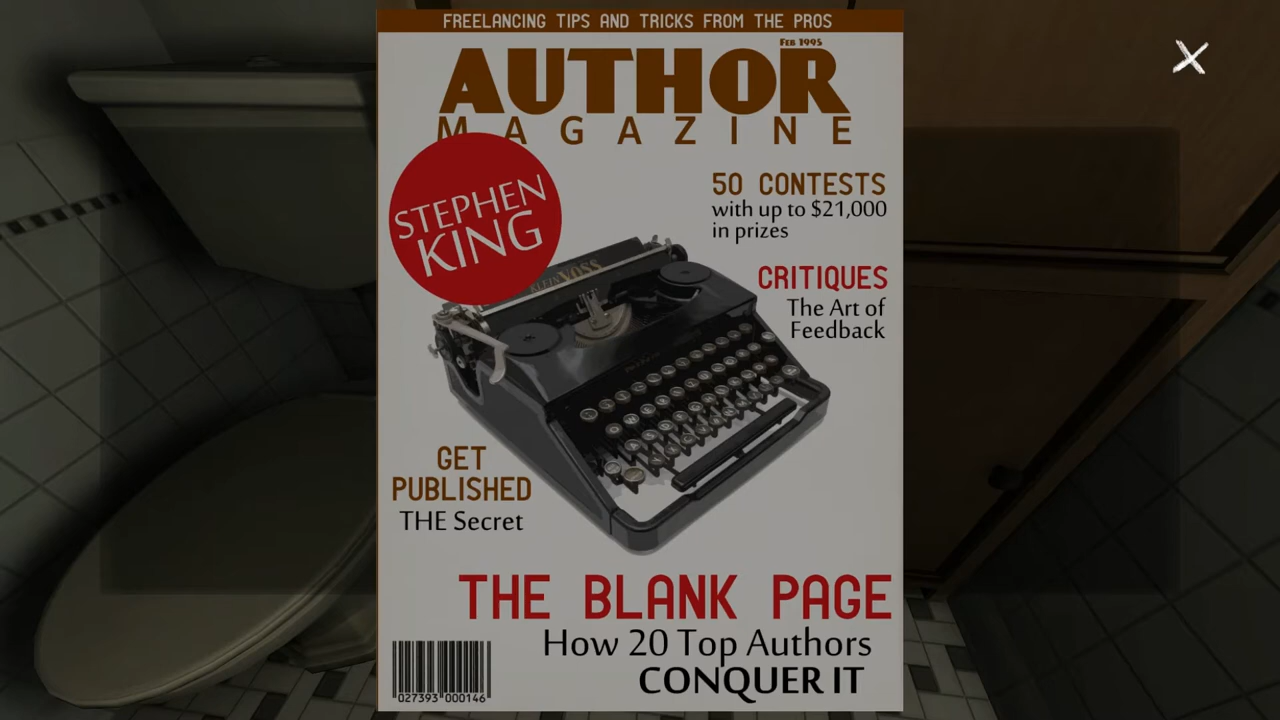 FREELANCING TIPS AND TRICKS FROM THE PROS
Feb 1995
AUTHOR
MAGAZINE
STEPHEN
KING
50 CONTESTS
with up to $21,000
in prizes
KLEIN VOSS
CRITIQUES
The Art of
Feedback
GET
PUBLISHED
THE Secret
THE BLANK PAGE
How 20 Top Authors
CONQUER IT
027393 000146